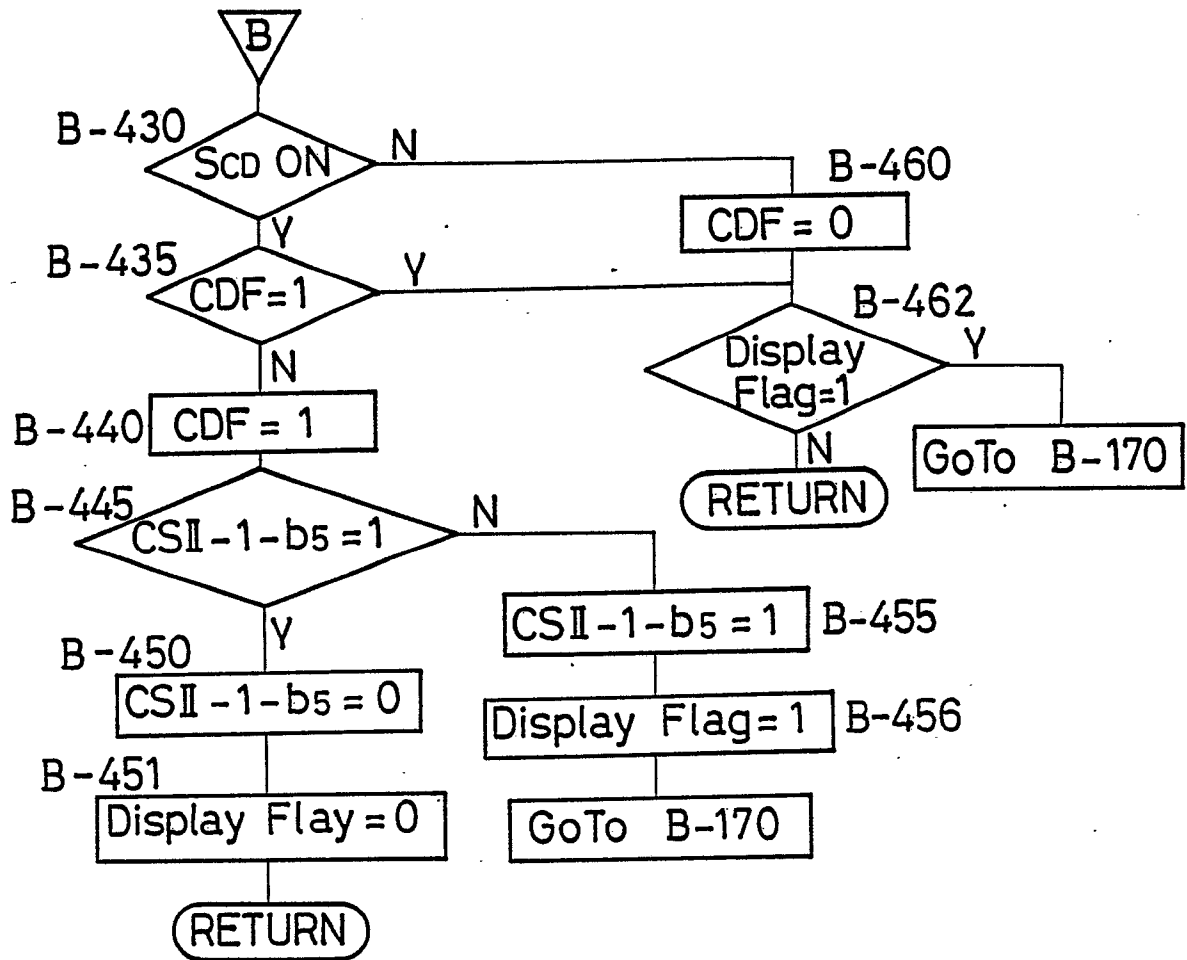 B
B-430
SCD ON
N
Y
B-460
CDF = 0
B-435
CDF=1
Y
N
B-462
Display
Flag=1
Y
N
GoTo B-170
RETURN
B-440
CDF = 1
B-445
CSⅡ-1-b5=1
N
Y
CSⅡ-1-b5=1
B-455
B-450
CSⅡ-1-b5=0
Display Flag=1
B-456
B-451
Display Flay=0
GoTo B-170
RETURN